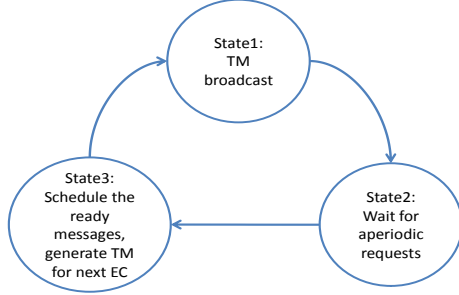 State1:
TM
broadcast
State2:
Wait for
aperiodic
requests
State3:
Schedule the
ready
messages,
generate TM
for next EC